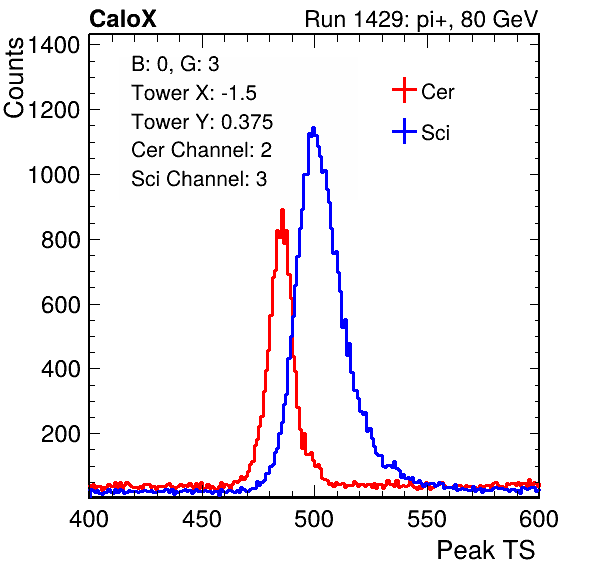 CaloX Run 1429: pi+, 80 GeV
Counts
1400
1200
1000
800
600
400
200
B: 0, G: 3
Tower X: -1.5
Tower Y: 0.375
Cer Channel: 2
Sci Channel: 3
Cer
Sci
400 450 500 550 600
Peak TS